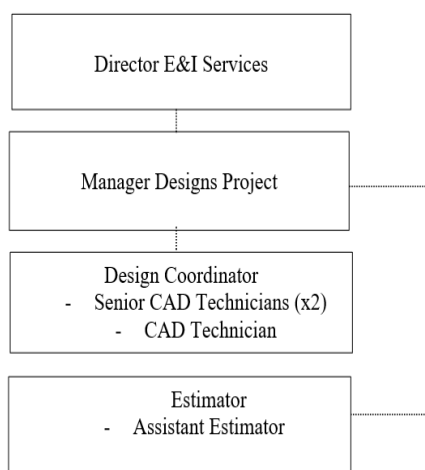 Director E&I Services
Manager Designs Project
Design Coordinator
- Senior CAD Technicians (x2)
- CAD Technician
Estimator
- Assistant Estimator